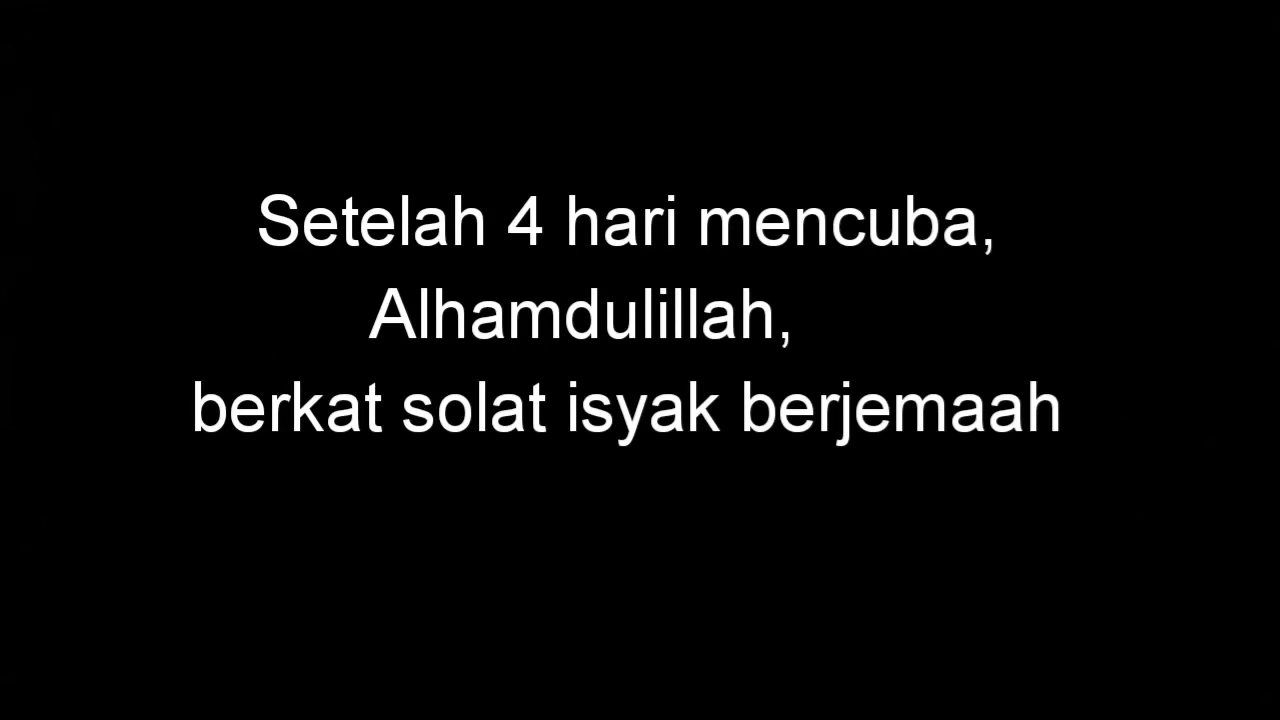 Setelah 4 hari mencuba,
Alhamdulillah,
berkat solat isyak berjemaah